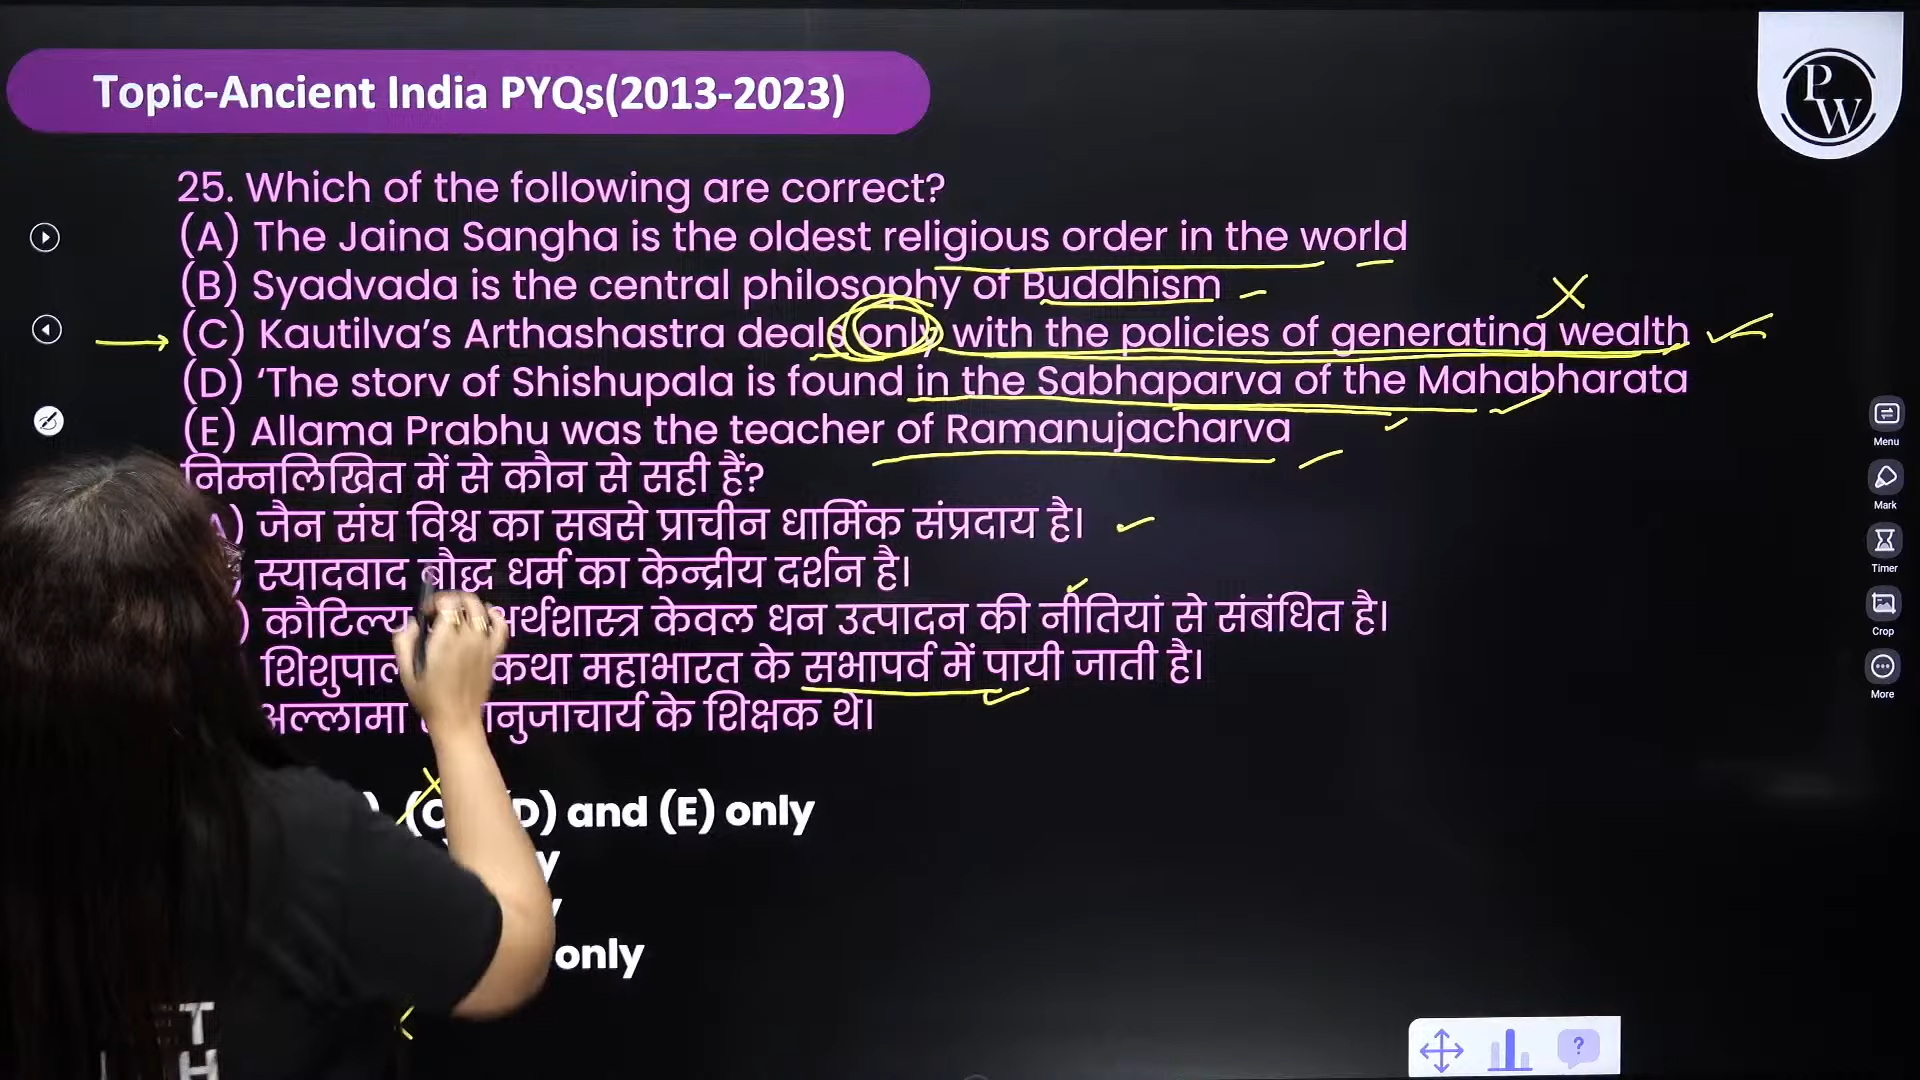 Topic-Ancient India PYQs(2013-2023)
PW
25. Which of the following are correct?
(A) The Jaina Sangha is the oldest religious order in the world
(B) Syadvada is the central philosophy of Buddhism
(C) Kautilva's Arthashastra deals only with the policies of generating wealth
(D) 'The storv of Shishupala is found in the Sabhaparva of the Mahabharata
(E) Allama Prabhu was the teacher of Ramanujacharva
निम्नलिखित में से कौन से सही हैं?
A) जैन संघ विश्व का सबसे प्राचीन धार्मिक संप्रदाय है।
) स्यादवाद बौद्ध धर्म का केन्द्रीय दर्शन है।
) कौटिल्य अर्थशास्त्र केवल धन उत्पादन की नीतियां से संबंधित है।
शिशुपाल कथा महाभारत के सभापर्व में पायी जाती है।
अल्लामा के शिक्षक थे।
D) and (E) only
only
Menu
Mark
Timer
Crop
More
T
H
?